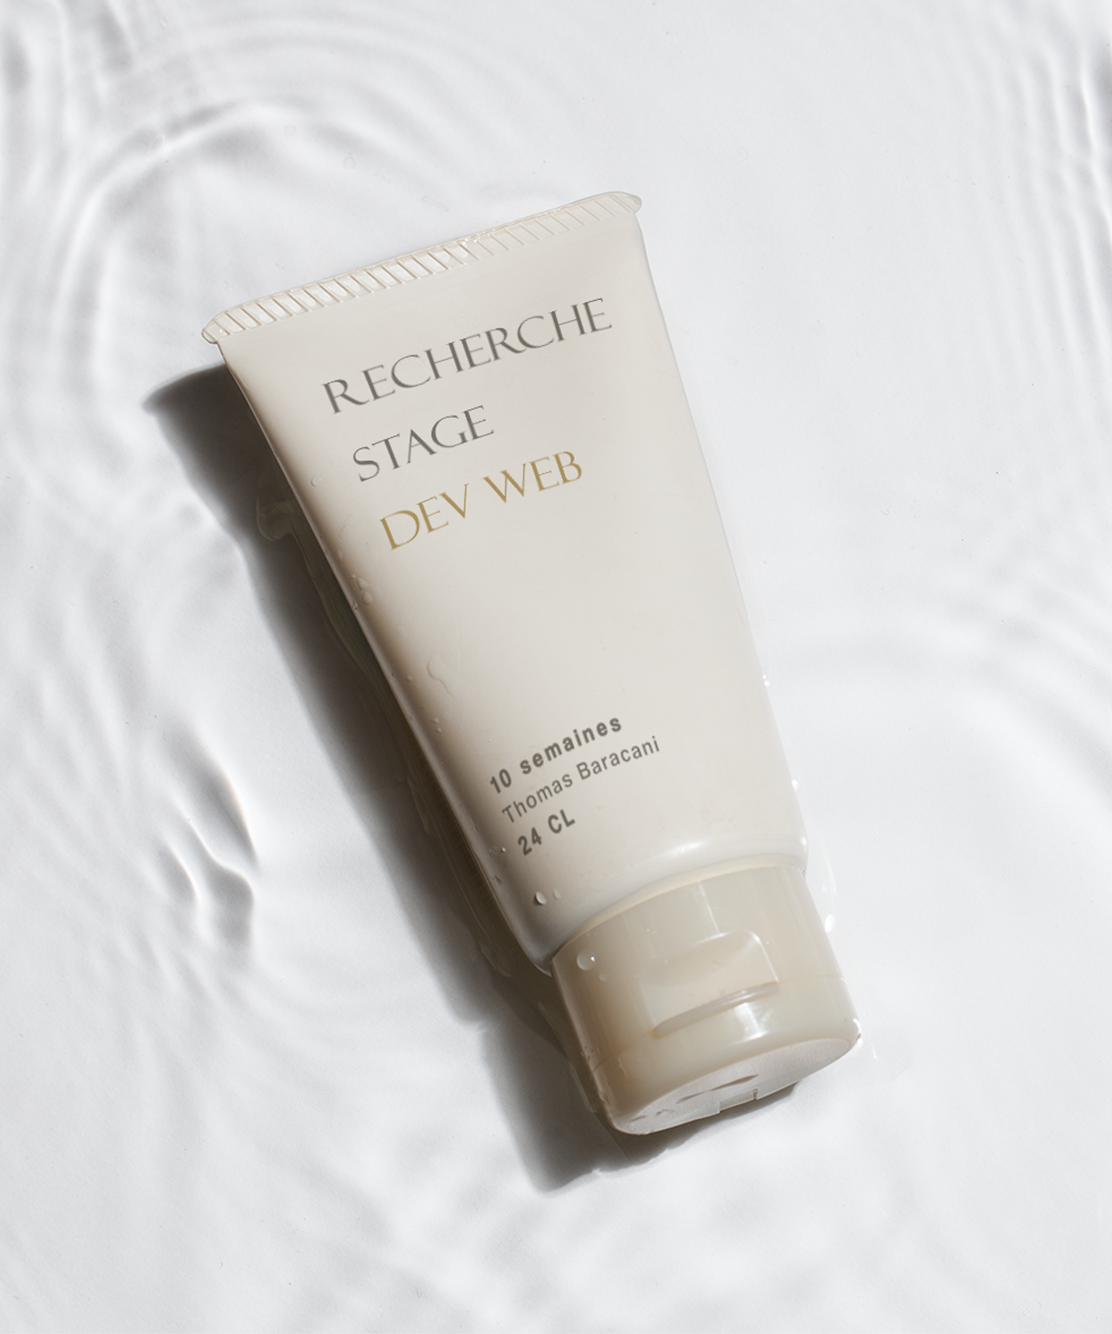 RECHERCHE
STAGE
DEV WEB
10 semaines
Thomas Baracani
24 CL